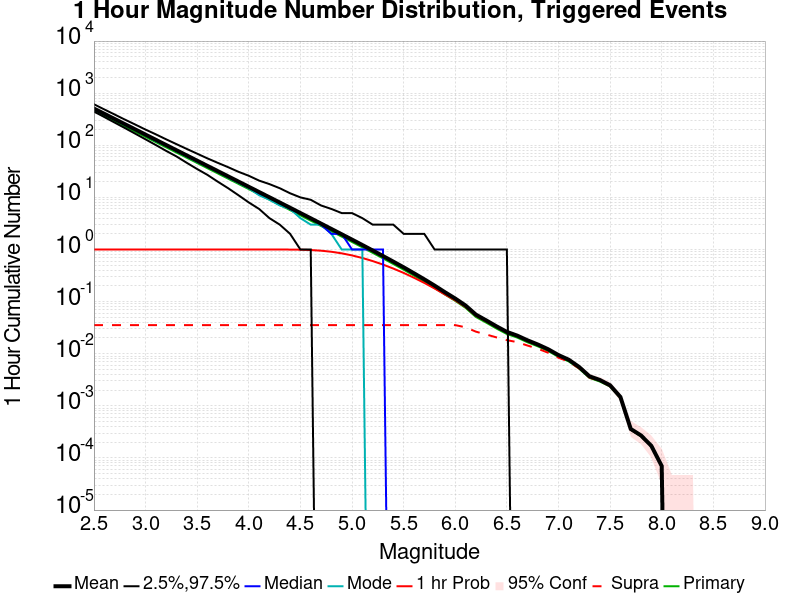 1 Hour Magnitude Number Distribution, Triggered Events
1 Hour Cumulative Number
10^4
10^3
10^2
10^1
10^0
10^-1
10^-2
10^-3
10^-4
10^-5
2.5 3.0 3.5 4.0 4.5 5.0 5.5 6.0 6.5 7.0 7.5 8.0 8.5 9.0
Magnitude
Mean 2.5%,97.5% Median Mode 1 hr Prob 95% Conf Supra Primary